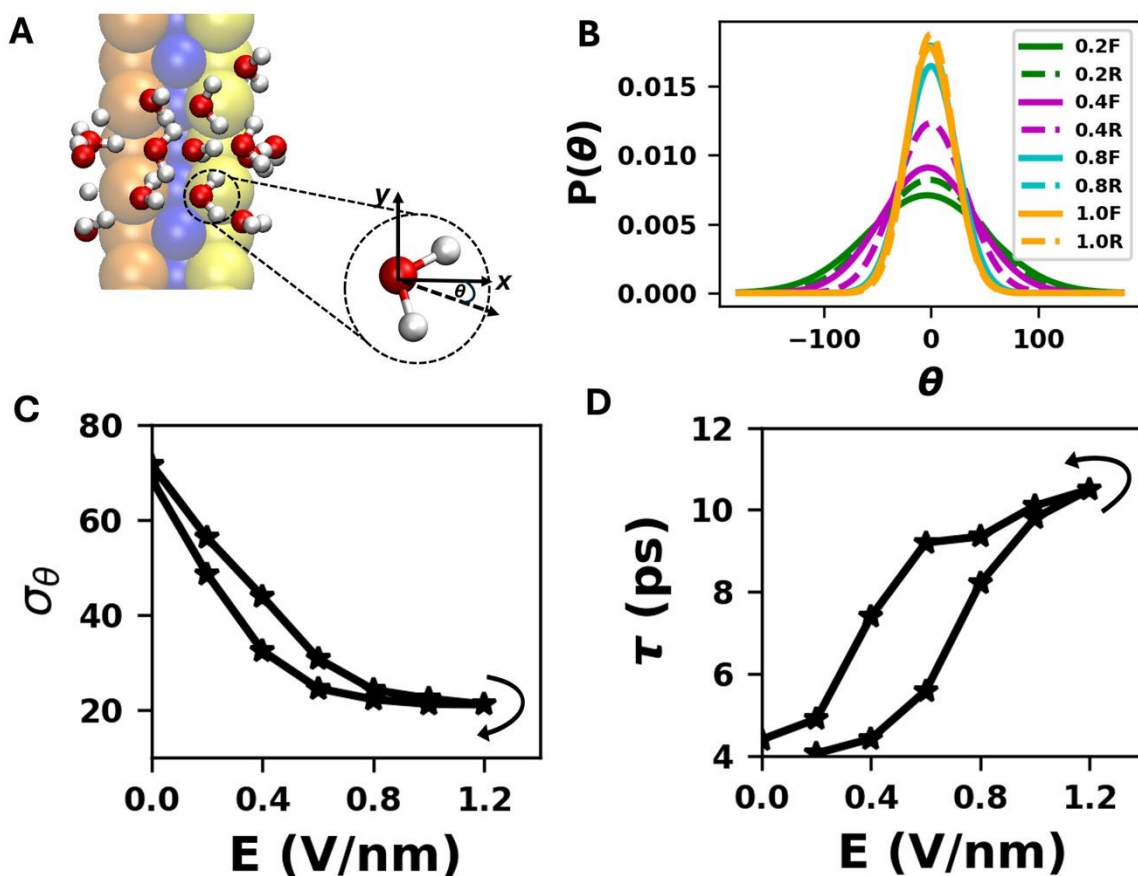 A
y
x
θ
B
P(θ)
0.015
0.010
0.005
0.000
−100
0
100
θ
0.2F
0.2R
0.4F
0.4R
0.8F
0.8R
1.0F
1.0R
C
σθ
80
60
40
20
0.0
0.4
0.8
1.2
E (V/nm)
D
τ (ps)
12
10
8
6
4
0.0
0.4
0.8
1.2
E (V/nm)